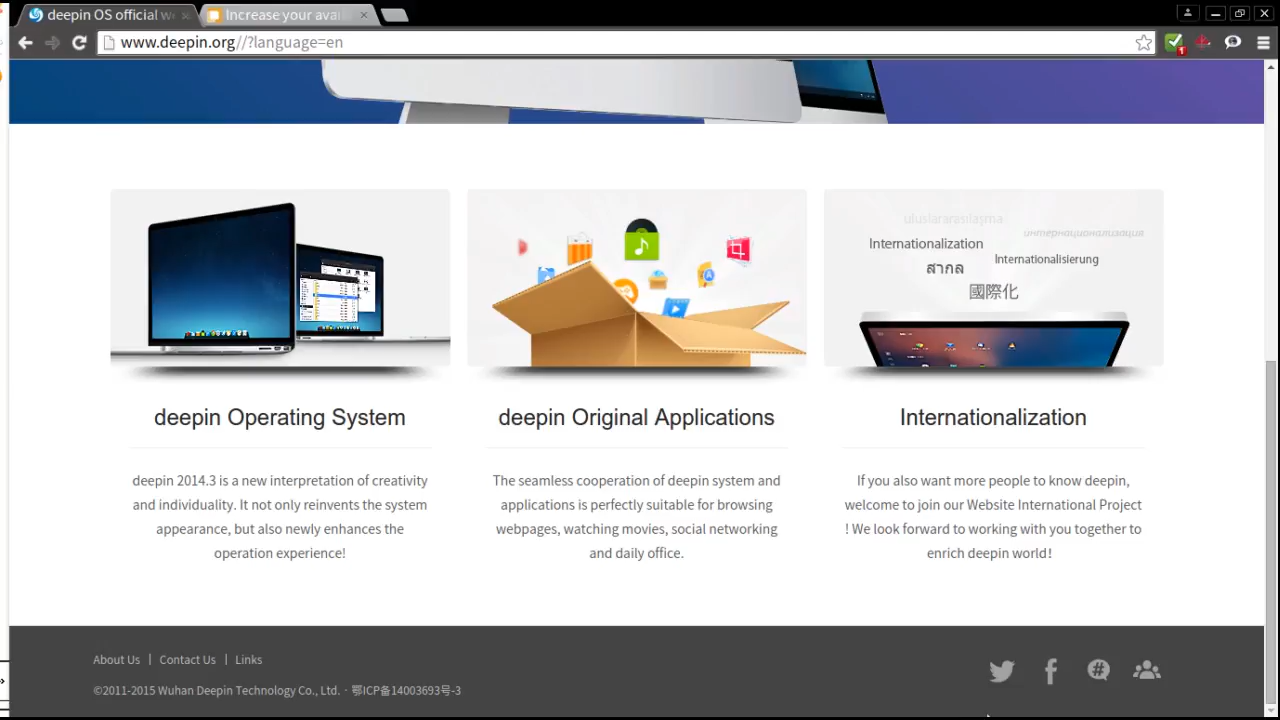 deepin OS official w
Increase your avai
www.deepin.org//?language=en
1
Internationalization
Internationalisierung
สากล
國際化
deepin Operating System
deepin 2014.3 is a new interpretation of creativity
and individuality. It not only reinvents the system
appearance, but also newly enhances the
operation experience!
deepin Original Applications
The seamless cooperation of deepin system and
applications is perfectly suitable for browsing
webpages, watching movies, social networking
and daily office.
Internationalization
If you also want more people to know deepin,
welcome to join our Website International Project
! We look forward to working with you together to
enrich deepin world!
About Us | Contact Us | Links
©2011-2015 Wuhan Deepin Technology Co., Ltd. · 鄂ICP备14003693号-3